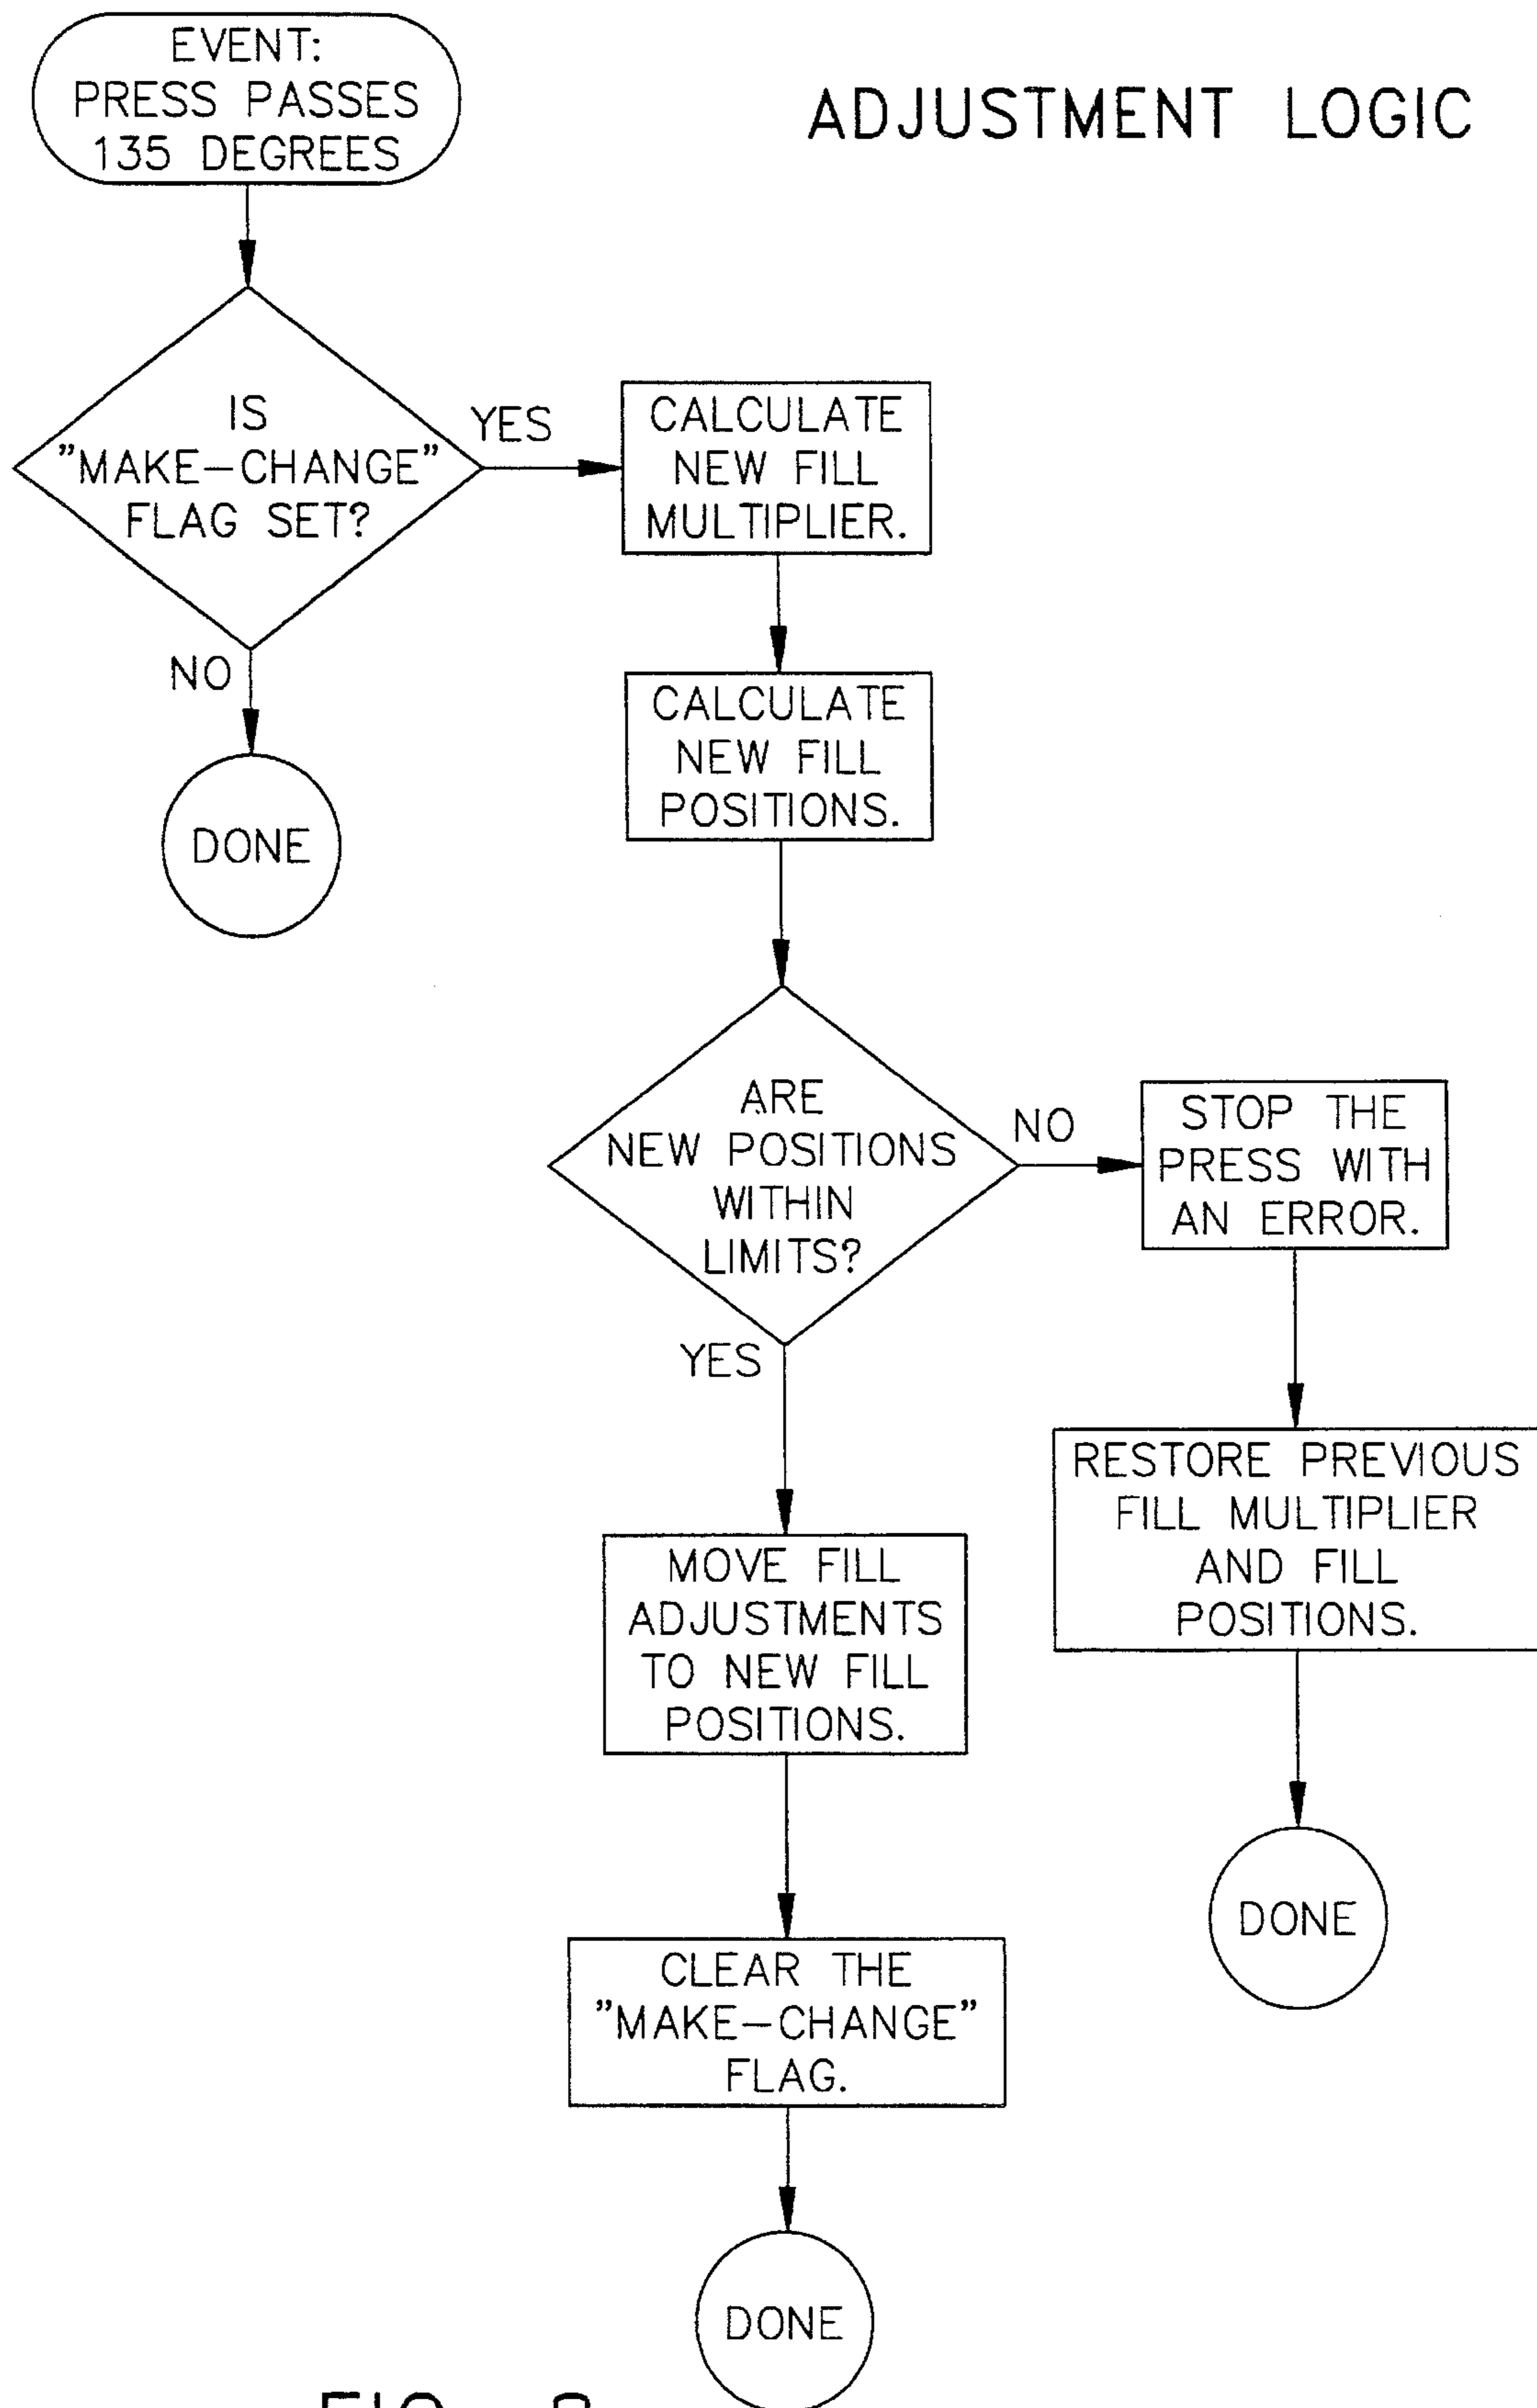 EVENT:
PRESS PASSES
135 DEGREES
ADJUSTMENT LOGIC
IS
"MAKE-CHANGE"
FLAG SET?
YES
CALCULATE
NEW FILL
MULTIPLIER.
NO
DONE
CALCULATE
NEW FILL
POSITIONS.
ARE
NEW POSITIONS
WITHIN
LIMITS?
NO
STOP THE
PRESS WITH
AN ERROR.
YES
RESTORE PREVIOUS
FILL MULTIPLIER
AND FILL
POSITIONS.
MOVE FILL
ADJUSTMENTS
TO NEW FILL
POSITIONS.
DONE
CLEAR THE
"MAKE-CHANGE"
FLAG.
DONE